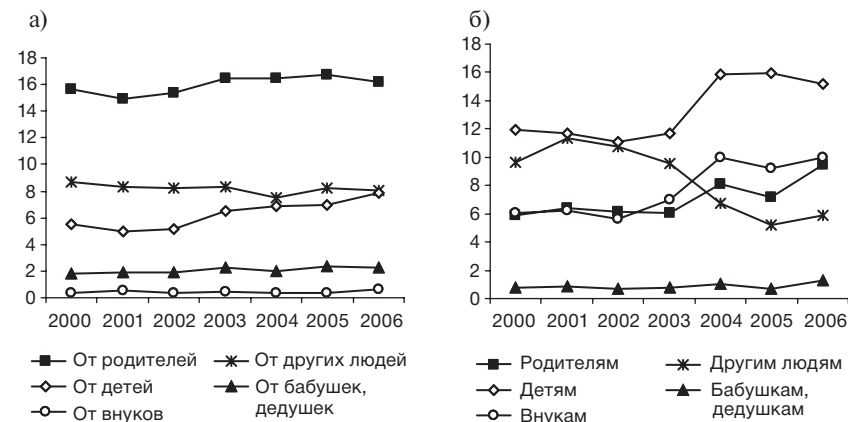 а)
18
16
14
12
10
8
6
4
2
0
2000 2001 2002 2003 2004 2005 2006
От родителей
От других людей
От детей
От бабушек,
дедушек
От внуков
б)
18
16
14
12
10
8
6
4
2
0
2000 2001 2002 2003 2004 2005 2006
Родителям
Другим людям
Детям
Бабушкам,
дедушкам
Внукам